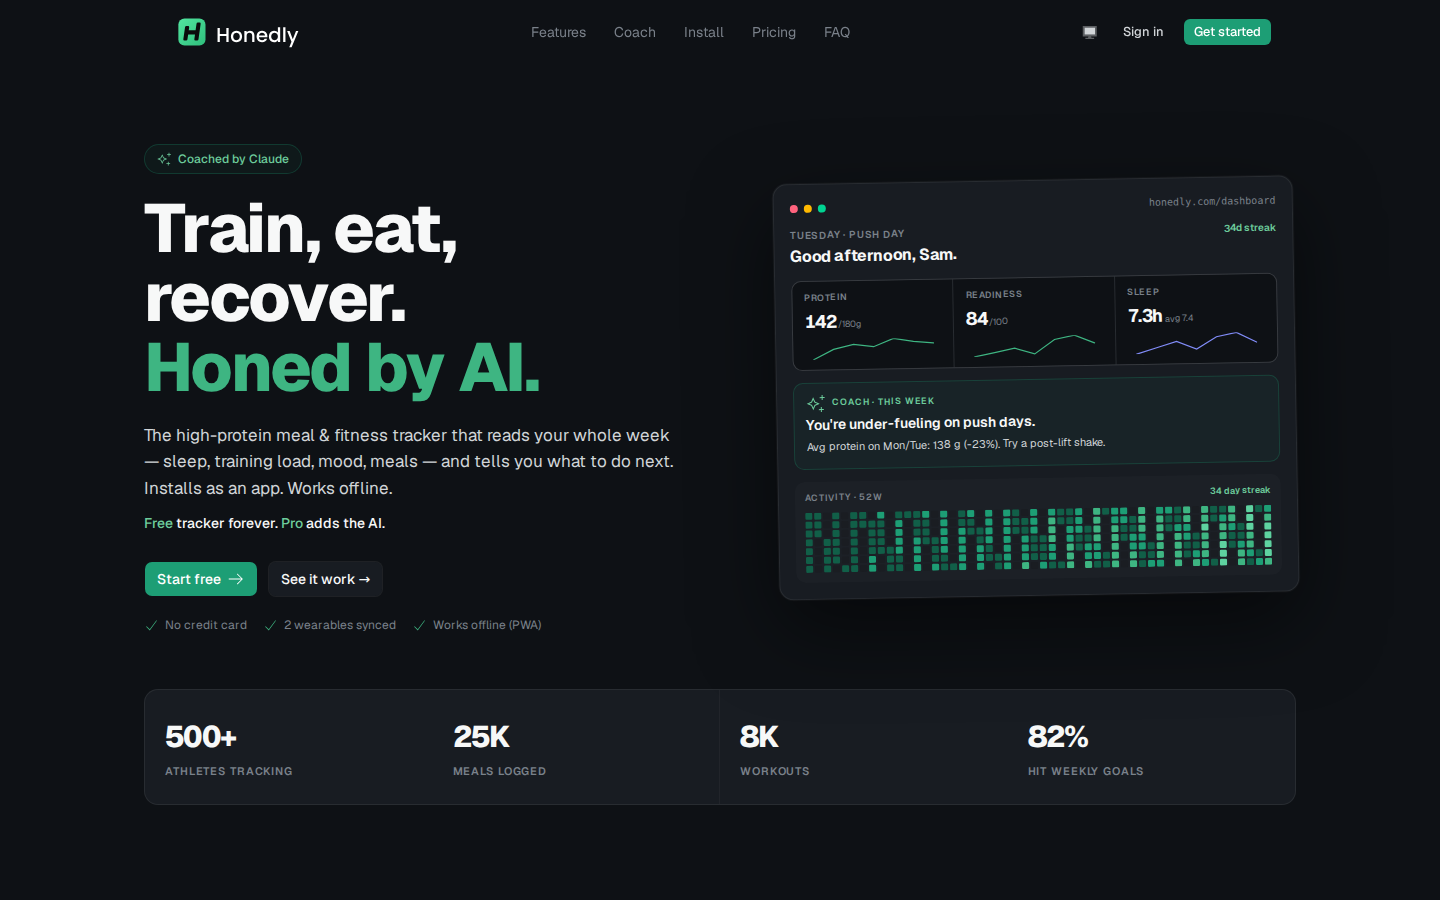 Honedly
Features Coach Install Pricing FAQ
Sign in
Get started
Coached by Claude
Train, eat,
recover.
Honed by AI.
The high-protein meal & fitness tracker that reads your whole week
— sleep, training load, mood, meals — and tells you what to do next.
Installs as an app. Works offline.
Free tracker forever. Pro adds the AI.
Start free →
See it work →
No credit card
2 wearables synced
Works offline (PWA)
honedly.com/dashboard
TUESDAY · PUSH DAY
34d streak
Good afternoon, Sam.
PROTEIN
142 /180g
READINESS
84 /100
SLEEP
7.3h avg 7.4
COACH · THIS WEEK
You're under-fueling on push days.
Avg protein on Mon/Tue: 138 g (-23%). Try a post-lift shake.
ACTIVITY · 52W
34 day streak
500+
ATHLETES TRACKING
25K
MEALS LOGGED
8K
WORKOUTS
82%
HIT WEEKLY GOALS